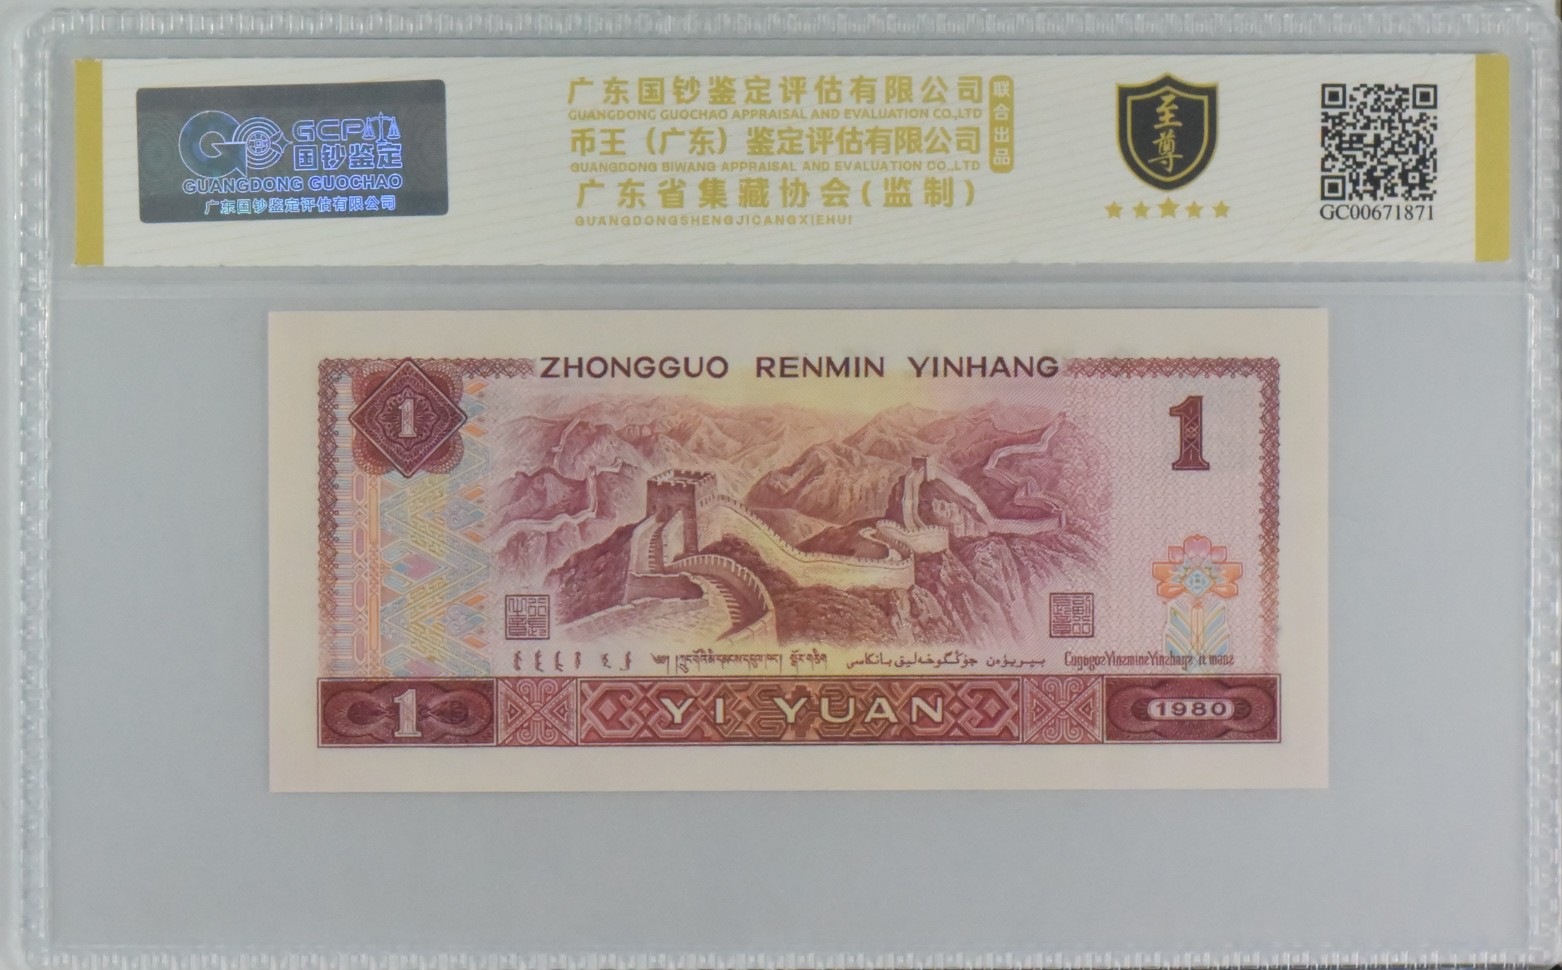 GCP
国钞鉴定
GUANGDONG GUOCHAO
广东国钞鉴定评估有限公司
广东国钞鉴定评估有限公司
GUANGDONG GUOCHAO APPRAISAL AND EVALUATION CO.,LTD
币王（广东）鉴定评估有限公司
GUANGDONG BIWANG APPRAISAL AND EVALUATION CO.,LTD
广东省集藏协会(监制)
GUANGDONGSHENGJICANGXIEHUI
联合出品
至尊
GC00671871
ZHONGGUO RENMIN YINHANG
1
1
1
YI YUAN
1980